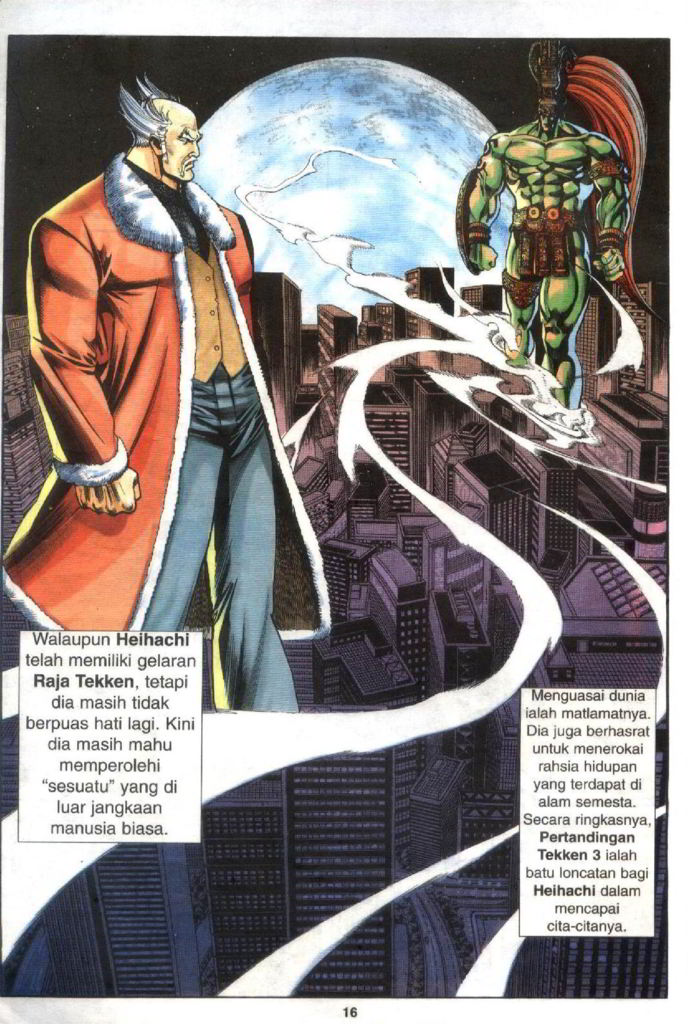 Walaupun Heihachi
telah memiliki gelaran
Raja Tekken, tetapi
dia masih tidak
berpuas hati lagi. Kini
dia masih mahu
memperolehi
“sesuatu” yang di
luar jangkaan
manusia biasa.
Menguasai dunia
ialah matlamatnya.
Dia juga berhasrat
untuk menerokai
rahsia hidupan
yang terdapat di
alam semesta.
Secara ringkasnya,
Pertandingan
Tekken 3 ialah
batu loncatan bagi
Heihachi dalam
mencapai
cita-citanya.
16